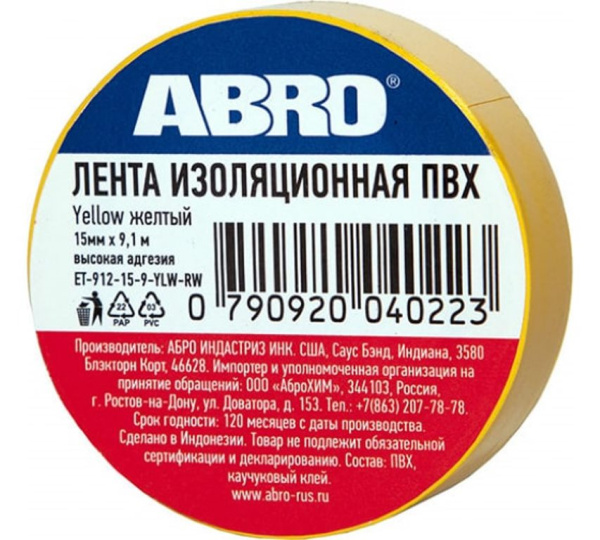 ABRO®
ЛЕНТА ИЗОЛЯЦИОННАЯ ПВХ
Yellow желтый
15мм x 9,1 м
высокая адгезия
ET-912-15-9-YLW-RW
22
PAP
03
PVC
0 790920 040223
Производитель: АБРО ИНДАСТРИЗ ИНК. США, Саус Бэнд, Индиана, 3580
Блэкторн Корт, 46628. Импортер и уполномоченная организация на
принятие обращений: ООО «АброХИМ», 344103, Россия,
г. Ростов-на-Дону, ул. Доватора, д. 153. Тел.: +7(863) 207-78-78.
Срок годности: 120 месяцев с даты производства.
Сделано в Индонезии. Товар не подлежит обязательной
сертификации и декларированию. Состав: ПВХ,
каучуковый клей.
www.abro-rus.ru